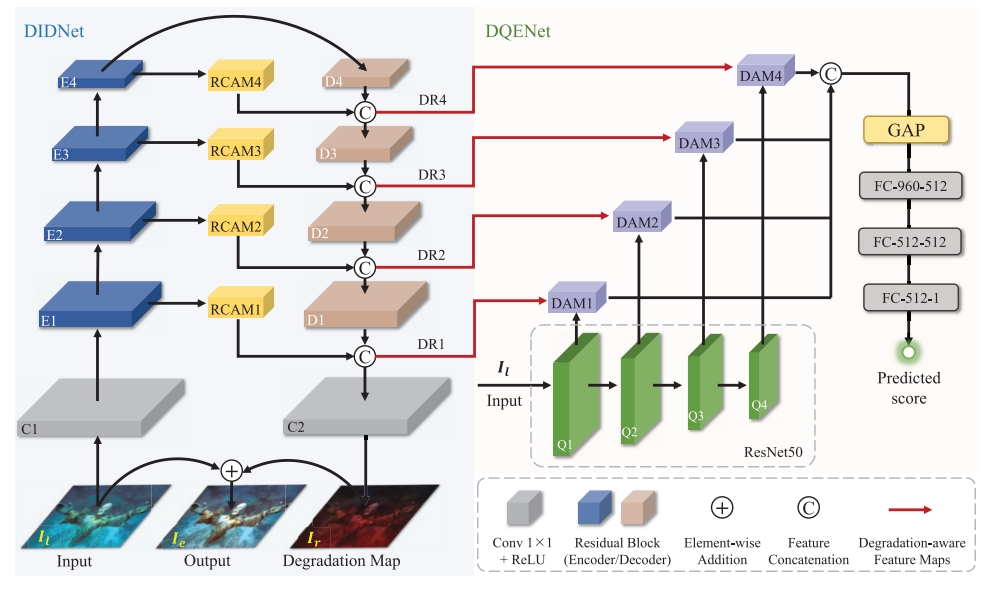 DIDNet
DQENet
E4
RCAM4
D4
C
DR4
DAM4
C
E3
RCAM3
D3
C
DR3
DAM3
GAP
FC-960-512
E2
RCAM2
D2
C
DR2
DAM2
FC-512-512
E1
RCAM1
D1
C
DR1
DAM1
FC-512-1
I_l
Input
Q1
Q2
Q3
Q4
ResNet50
Predicted
score
C1
C2
+
I_l
I_e
I_r
Input
Output
Degradation Map
+
C
Conv 1×1
+ ReLU
Residual Block
(Encoder/Decoder)
Element-wise
Addition
Feature
Concatenation
Degradation-aware
Feature Maps